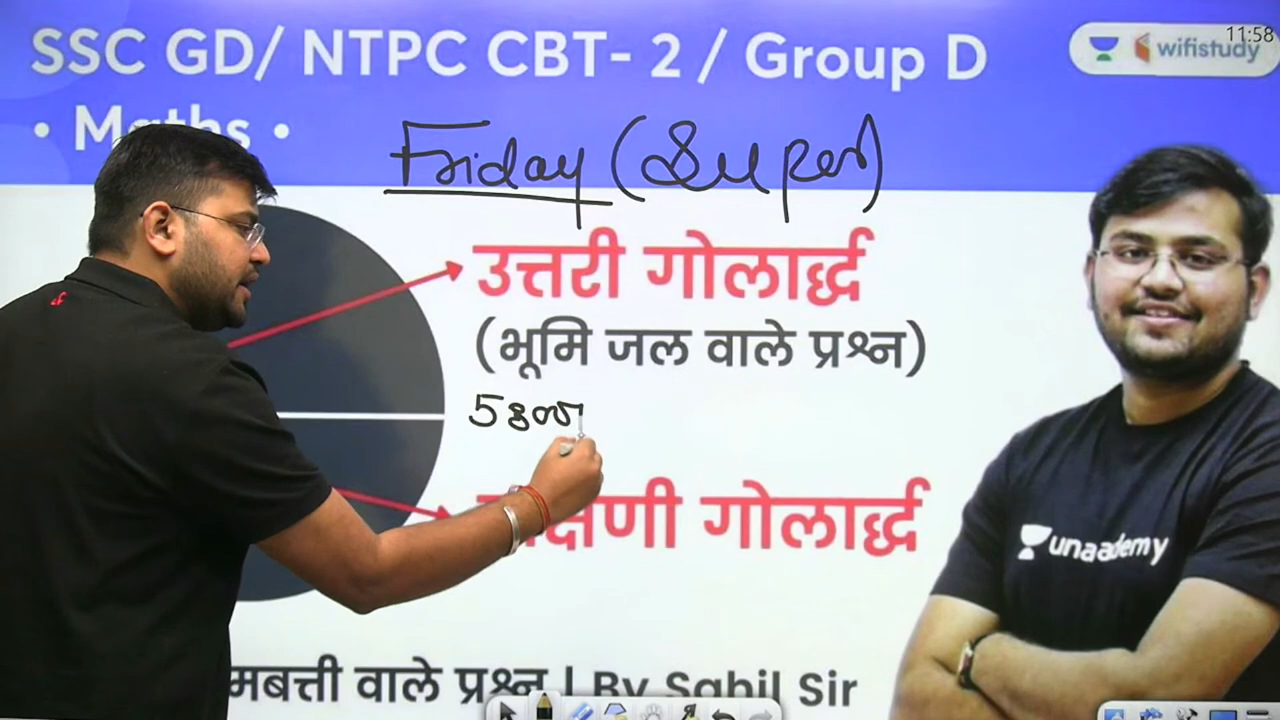 SSC GD/ NTPC CBT- 2 / Group D
11:58
wifistudy
• Maths •
Friday (Super)
उत्तरी गोलार्द्ध
(भूमि जल वाले प्रश्न)
5800
गोलार्द्ध
unacademy
वाले प्रश्न | By Sahil Sir